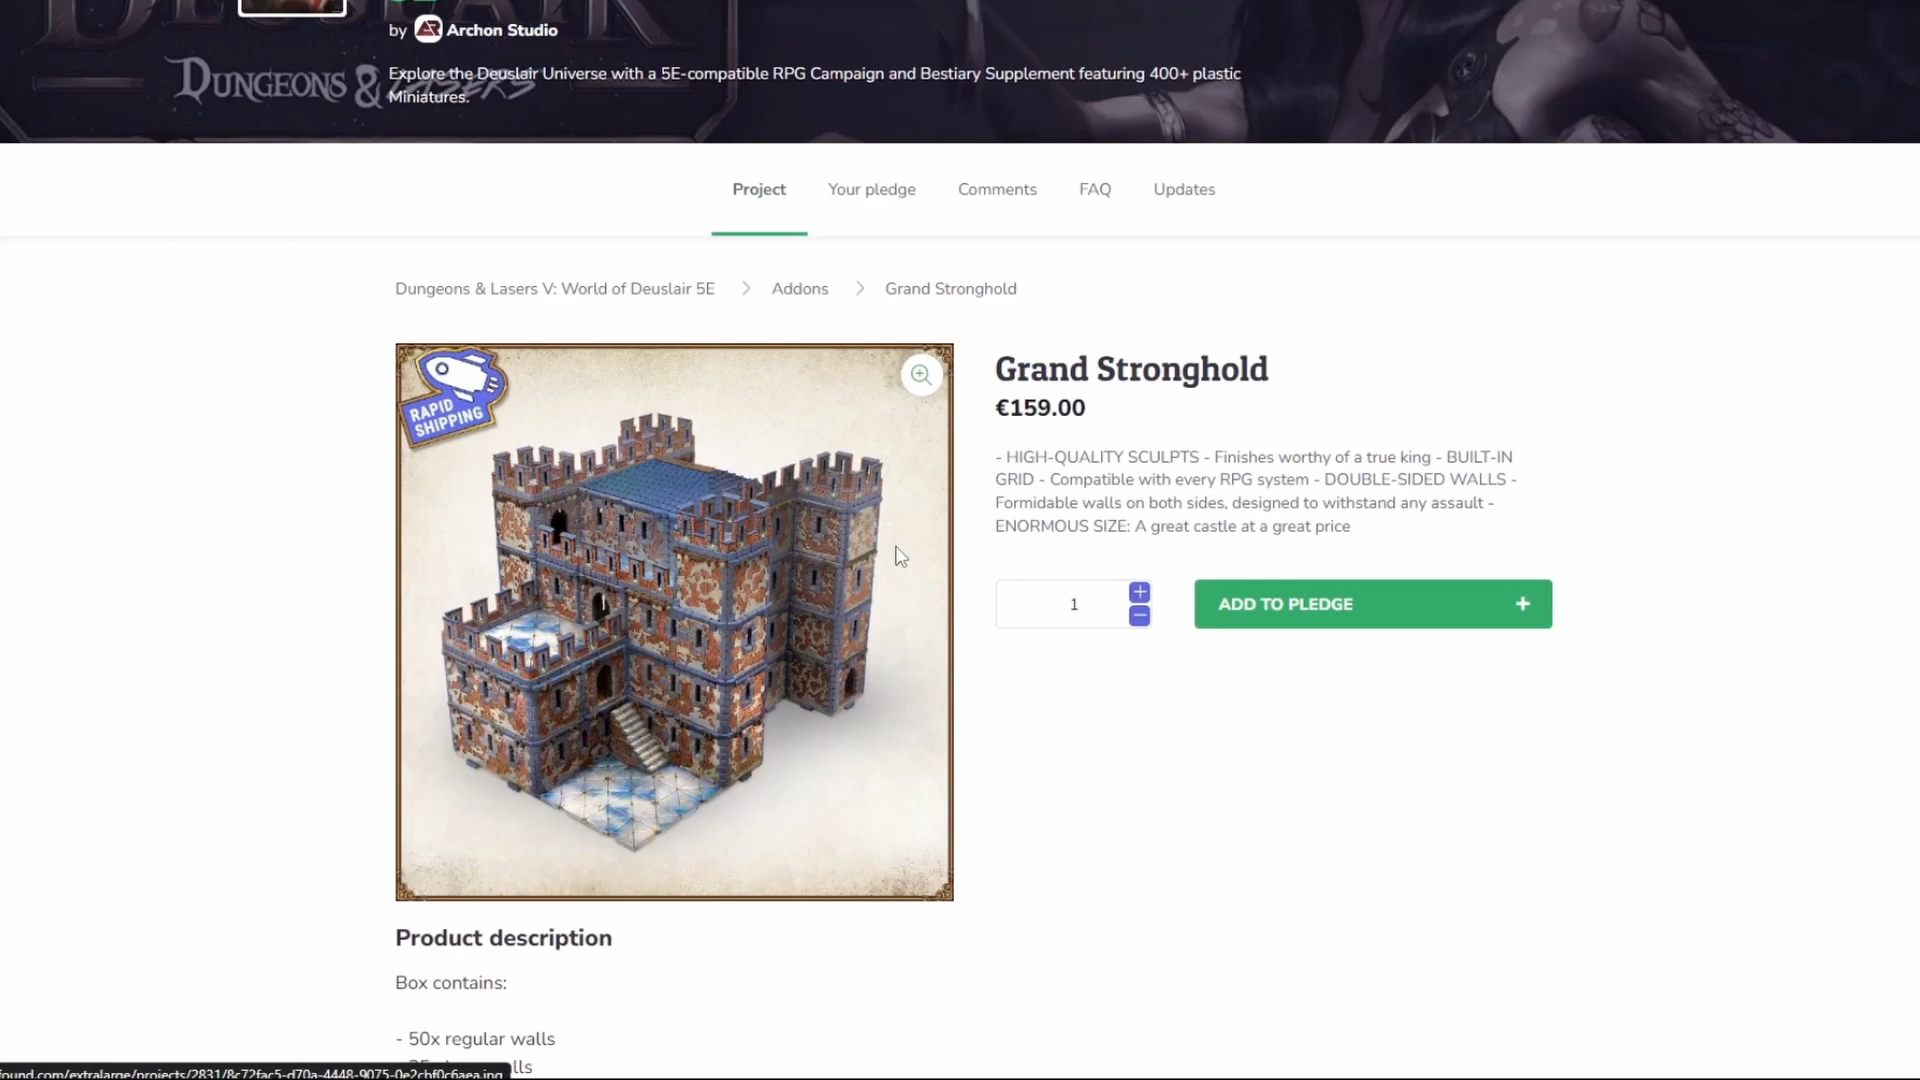 by Archon Studio
DUNGEONS & LASERS
Explore the Deuslair Universe with a 5E-compatible RPG Campaign and Bestiary Supplement featuring 400+ plastic
Miniatures.
Project Your pledge Comments FAQ Updates
Dungeons & Lasers V: World of Deuslair 5E > Addons > Grand Stronghold
RAPID
SHIPPING
Grand Stronghold
€159.00
- HIGH-QUALITY SCULPTS - Finishes worthy of a true king - BUILT-IN
GRID - Compatible with every RPG system - DOUBLE-SIDED WALLS -
Formidable walls on both sides, designed to withstand any assault -
ENORMOUS SIZE: A great castle at a great price
1
ADD TO PLEDGE +
Product description
Box contains:
- 50x regular walls